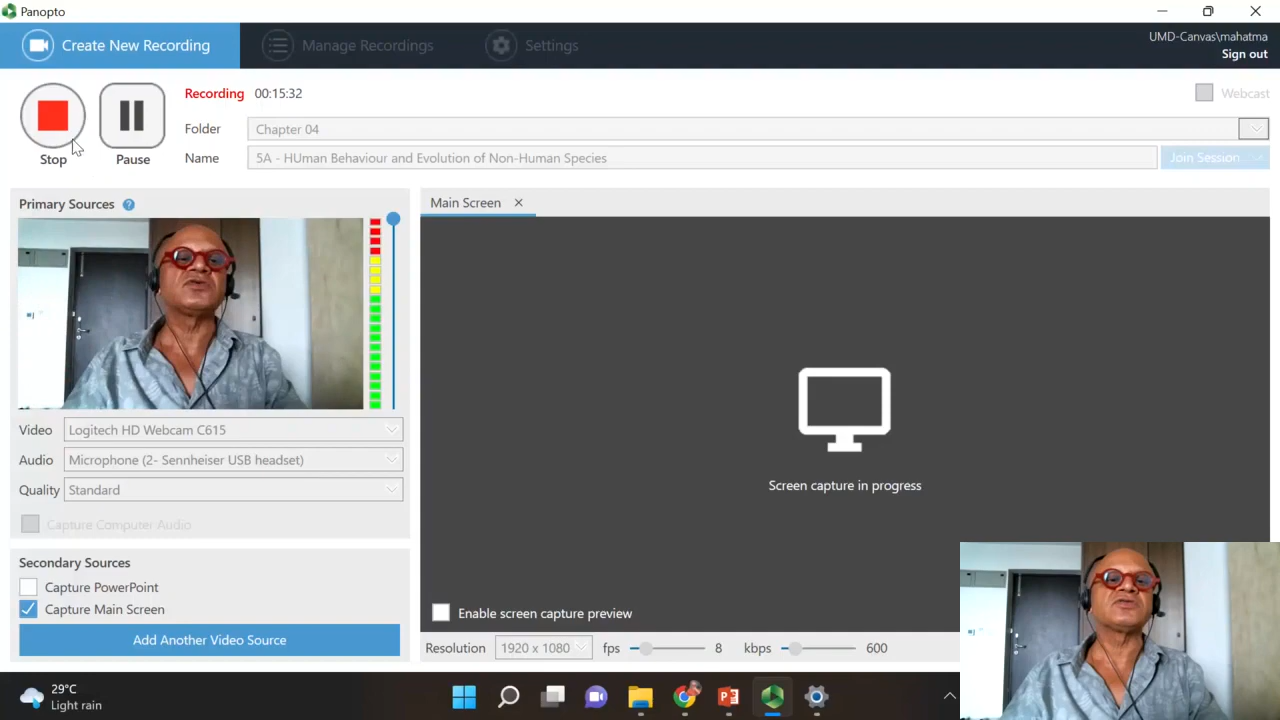 Panopto
Create New Recording
Manage Recordings
Settings
UMD-Canvas\mahatma
Sign out
Recording 00:15:32
Webcast
Folder Chapter 04
Stop Pause
Name 5A - HUman Behaviour and Evolution of Non-Human Species
Join Session
Primary Sources ?
Main Screen
Video Logitech HD Webcam C615
Audio Microphone (2- Sennheiser USB headset)
Quality Standard
Capture Computer Audio
Screen capture in progress
Secondary Sources
Capture PowerPoint
Capture Main Screen
Add Another Video Source
Enable screen capture preview
Resolution 1920 x 1080 fps 8 kbps 600
29°C
Light rain